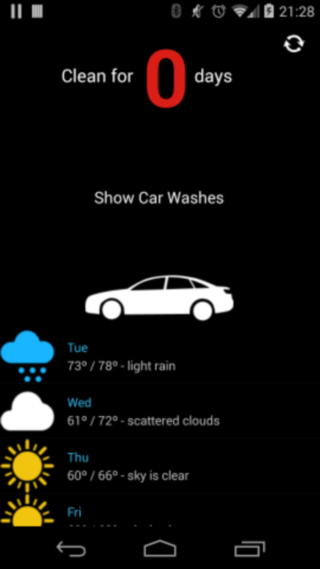 21:28
Clean for 0 days
Show Car Washes
Tue
73° / 78° - light rain
Wed
61° / 72° - scattered clouds
Thu
60° / 66° - sky is clear
Fri